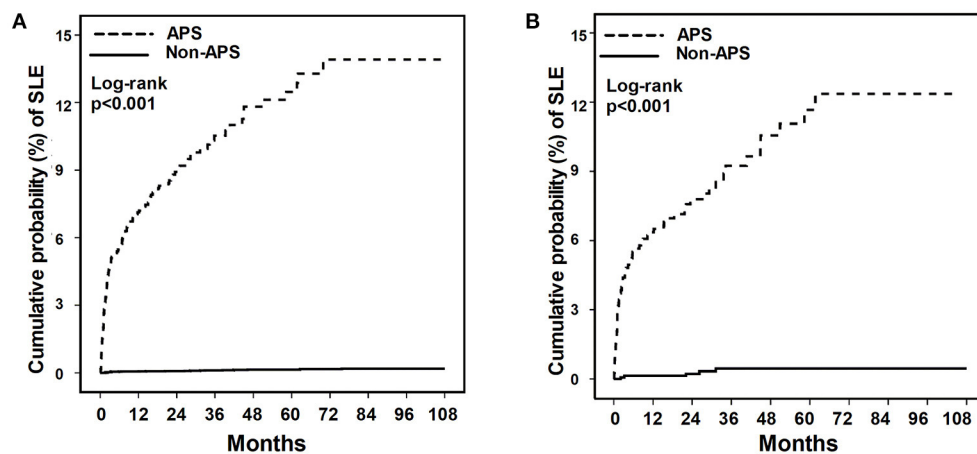 A
Cumulative probability (%) of SLE
15
12
9
6
3
0
APS
Non-APS
Log-rank
p<0.001
0 12 24 36 48 60 72 84 96 108
Months
B
Cumulative probability (%) of SLE
15
12
9
6
3
0
APS
Non-APS
Log-rank
p<0.001
0 12 24 36 48 60 72 84 96 108
Months